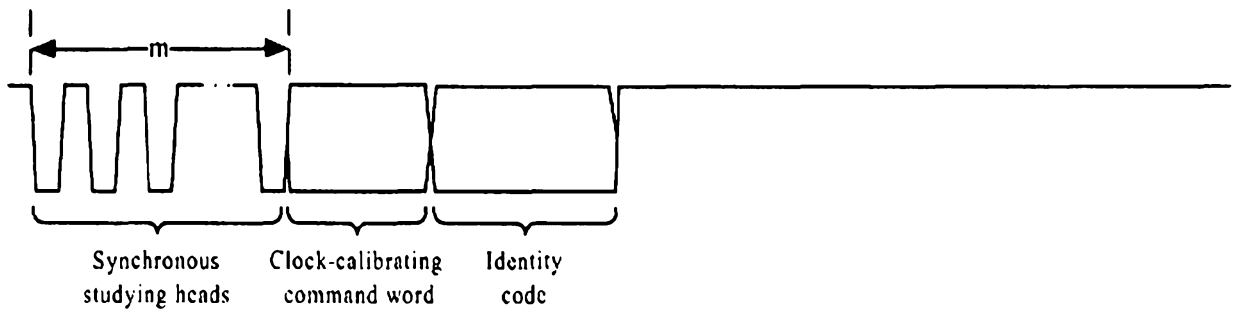 m
Synchronous
studying heads
Clock-calibrating
command word
Identity
code